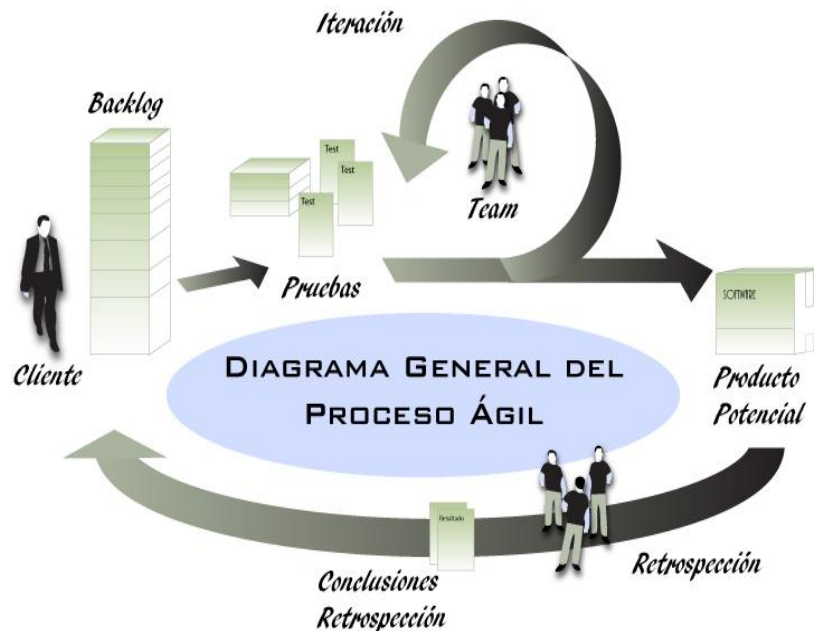 Iteración
Backlog
Test
Test
Test
Team
Pruebas
SOFTWARE
Cliente
DIAGRAMA GENERAL DEL
PROCESO ÁGIL
Producto
Potencial
Resultado
Retrospección
Conclusiones
Retrospección